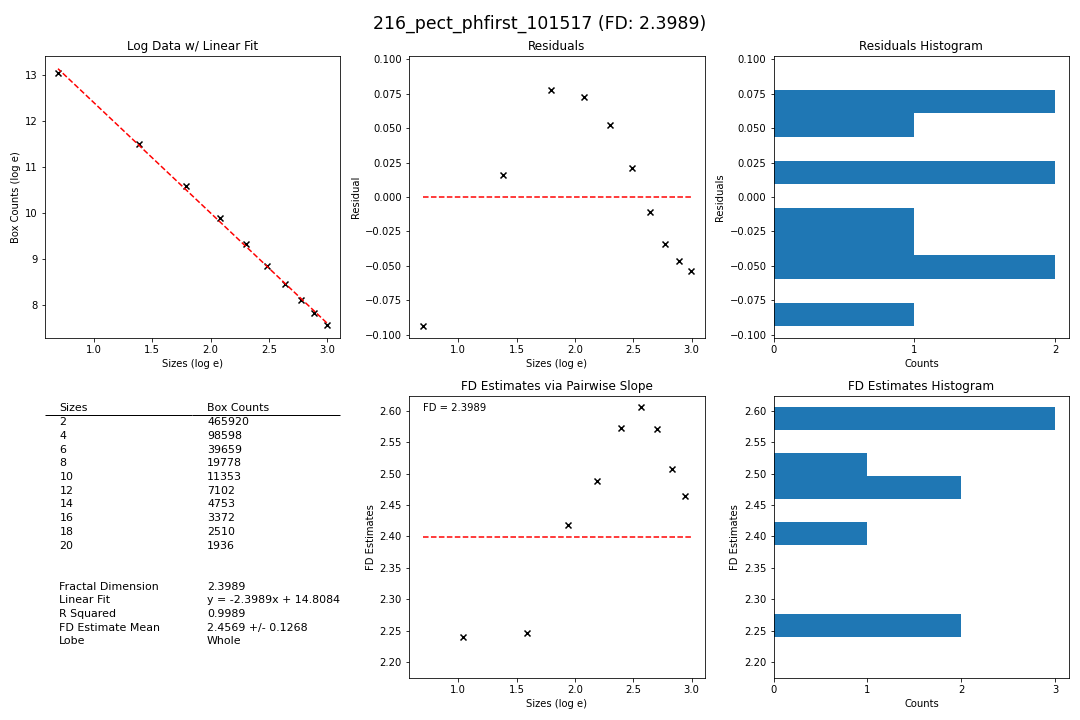 216_pect_phfirst_101517 (FD: 2.3989)
Log Data w/ Linear Fit
13
12
11
10
9
8
Box Counts (log e)
1.0 1.5 2.0 2.5 3.0
Sizes (log e)
Residuals
0.100
0.075
0.050
0.025
0.000
−0.025
−0.050
−0.075
−0.100
Residual
1.0 1.5 2.0 2.5 3.0
Sizes (log e)
Residuals Histogram
0.100
0.075
0.050
0.025
0.000
−0.025
−0.050
−0.075
−0.100
Residuals
0 1 2
Counts
Sizes Box Counts
2 465920
4 98598
6 39659
8 19778
10 11353
12 7102
14 4753
16 3372
18 2510
20 1936
Fractal Dimension 2.3989
Linear Fit y = -2.3989x + 14.8084
R Squared 0.9989
FD Estimate Mean 2.4569 +/- 0.1268
Lobe Whole
FD Estimates via Pairwise Slope
FD = 2.3989
2.60
2.55
2.50
2.45
2.40
2.35
2.30
2.25
2.20
FD Estimates
1.0 1.5 2.0 2.5 3.0
Sizes (log e)
FD Estimates Histogram
2.60
2.55
2.50
2.45
2.40
2.35
2.30
2.25
2.20
FD Estimates
0 1 2 3
Counts